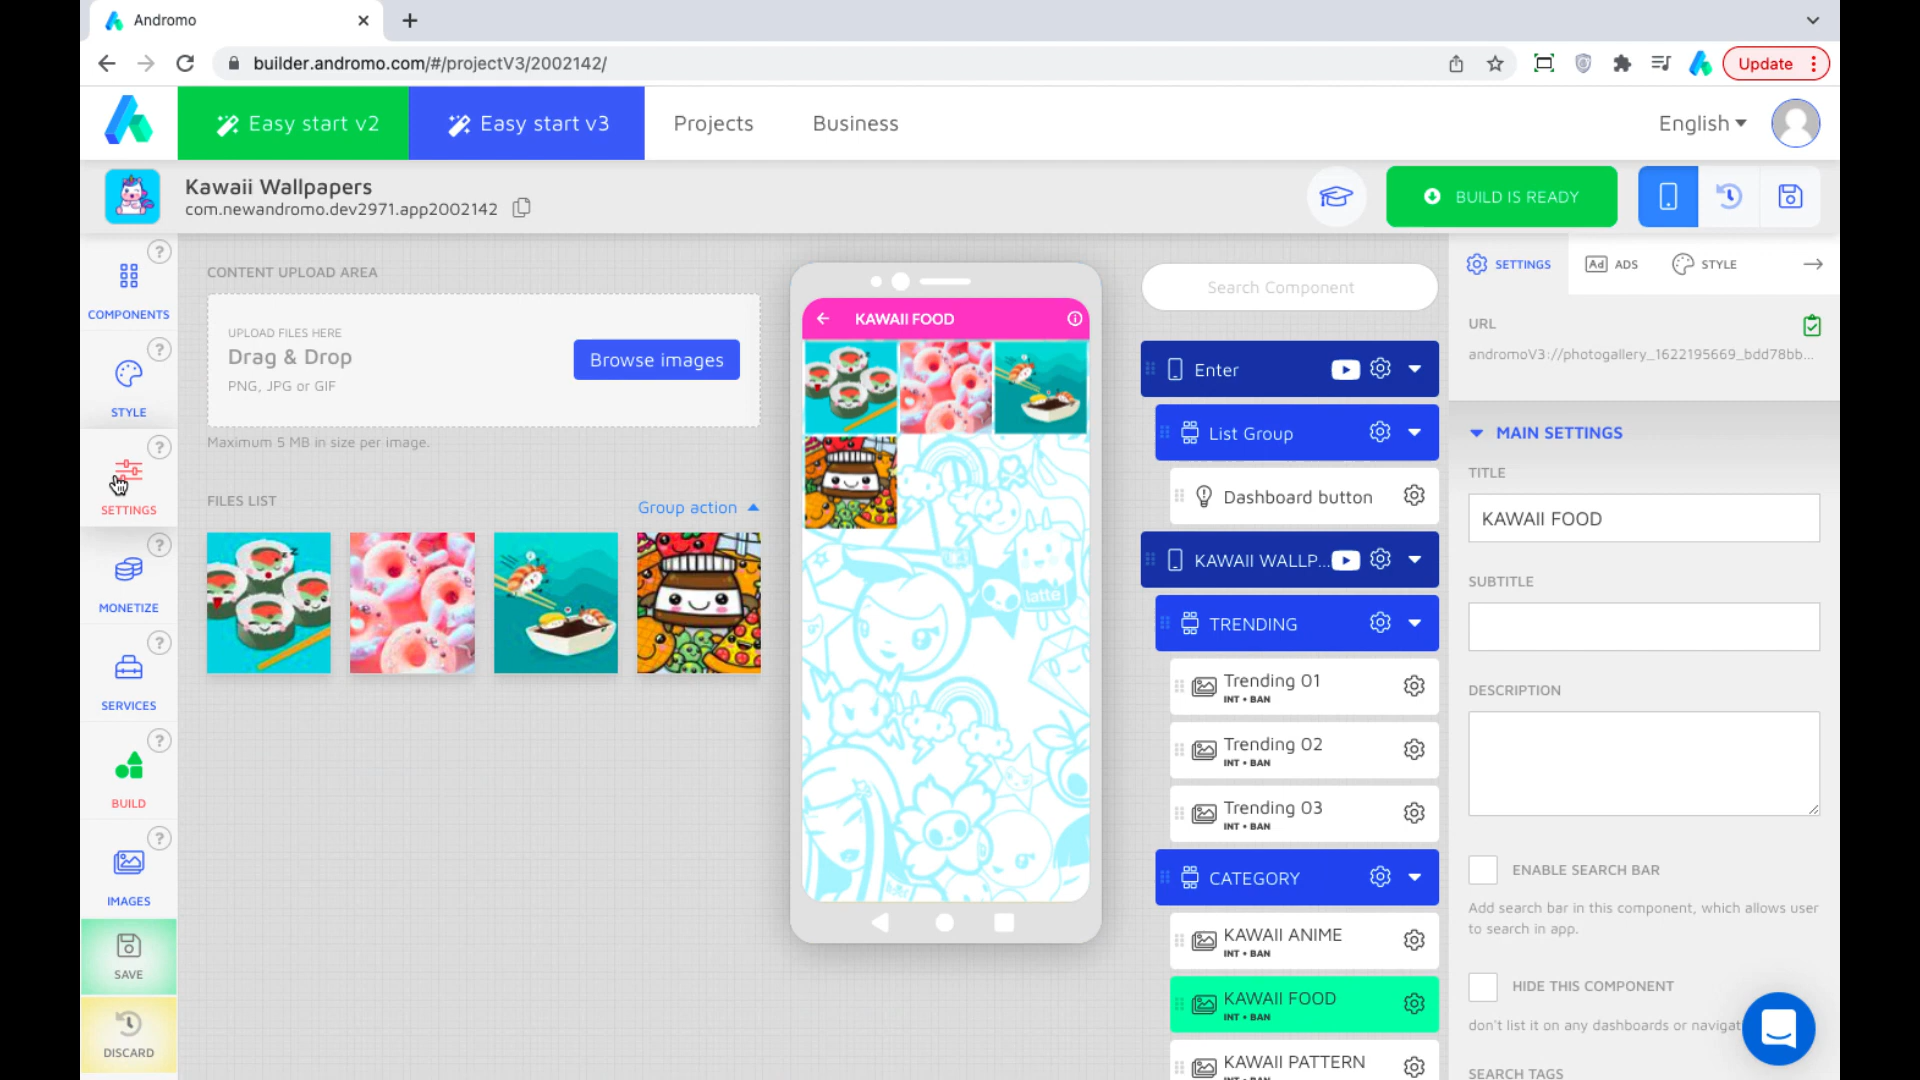 Andromo
builder.andromo.com/#/projectV3/2002142/
Update
Easy start v2
Easy start v3
Projects
Business
English
Kawaii Wallpapers
com.newandromo.dev2971.app2002142
BUILD IS READY
COMPONENTS
STYLE
SETTINGS
MONETIZE
SERVICES
BUILD
IMAGES
SAVE
DISCARD
CONTENT UPLOAD AREA
UPLOAD FILES HERE
Drag & Drop
PNG, JPG or GIF
Browse images
Maximum 5 MB in size per image.
FILES LIST
Group action
KAWAII FOOD
latte
Search Component
Enter
List Group
Dashboard button
KAWAII WALLP...
TRENDING
Trending 01
INT • BAN
Trending 02
INT • BAN
Trending 03
INT • BAN
CATEGORY
KAWAII ANIME
INT • BAN
KAWAII FOOD
INT • BAN
KAWAII PATTERN
INT • BAN
SETTINGS
Ad ADS
STYLE
URL
andromoV3://photogallery_1622195669_bdd78bb...
MAIN SETTINGS
TITLE
KAWAII FOOD
SUBTITLE
DESCRIPTION
ENABLE SEARCH BAR
Add search bar in this component, which allows user
to search in app.
HIDE THIS COMPONENT
don't list it on any dashboards or navigat
SEARCH TAGS